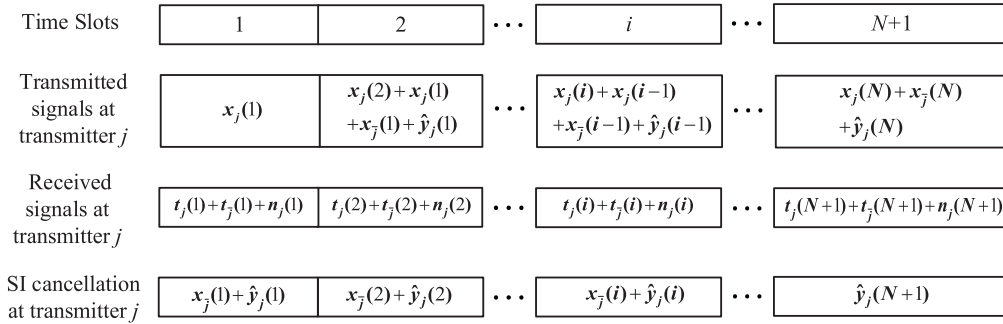 Time Slots 1 2 ••• i ••• N+1
Transmitted signals at transmitter j
x_j(1)
x_j(2)+x_j(1)
+x_j̄(1)+ŷ_j(1)
•••
x_j(i)+x_j(i−1)
+x_j̄(i−1)+ŷ_j(i−1)
•••
x_j(N)+x_j̄(N)
+ŷ_j(N)
Received signals at transmitter j
t_j(1)+t_j̄(1)+n_j(1) t_j(2)+t_j̄(2)+n_j(2) ••• t_j(i)+t_j̄(i)+n_j(i) ••• t_j(N+1)+t_j̄(N+1)+n_j(N+1)
SI cancellation at transmitter j
x_j̄(1)+ŷ_j(1) x_j̄(2)+ŷ_j(2) ••• x_j̄(i)+ŷ_j(i) ••• ŷ_j(N+1)